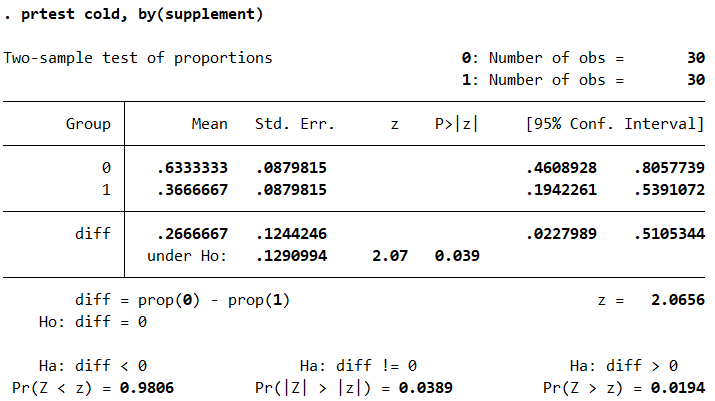 . prtest cold, by(supplement)
Two-sample test of proportions 0: Number of obs = 30
1: Number of obs = 30
Group Mean Std. Err. z P>|z| [95% Conf. Interval]
0 .6333333 .0879815 .4608928 .8057739
1 .3666667 .0879815 .1942261 .5391072
diff .2666667 .1244246 .0227989 .5105344
under Ho: .1290994 2.07 0.039
diff = prop(0) - prop(1) z = 2.0656
Ho: diff = 0
Ha: diff < 0 Ha: diff != 0 Ha: diff > 0
Pr(Z < z) = 0.9806 Pr(|Z| > |z|) = 0.0389 Pr(Z > z) = 0.0194